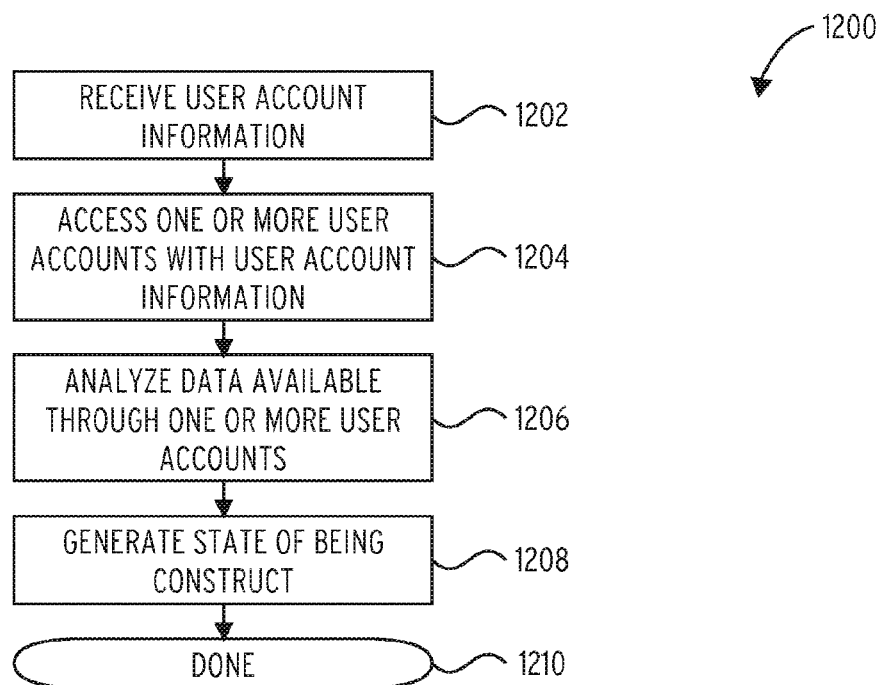 1200
RECEIVE USER ACCOUNT
INFORMATION
1202
ACCESS ONE OR MORE USER
ACCOUNTS WITH USER ACCOUNT
INFORMATION
1204
ANALYZE DATA AVAILABLE
THROUGH ONE OR MORE USER
ACCOUNTS
1206
GENERATE STATE OF BEING
CONSTRUCT
1208
DONE
1210